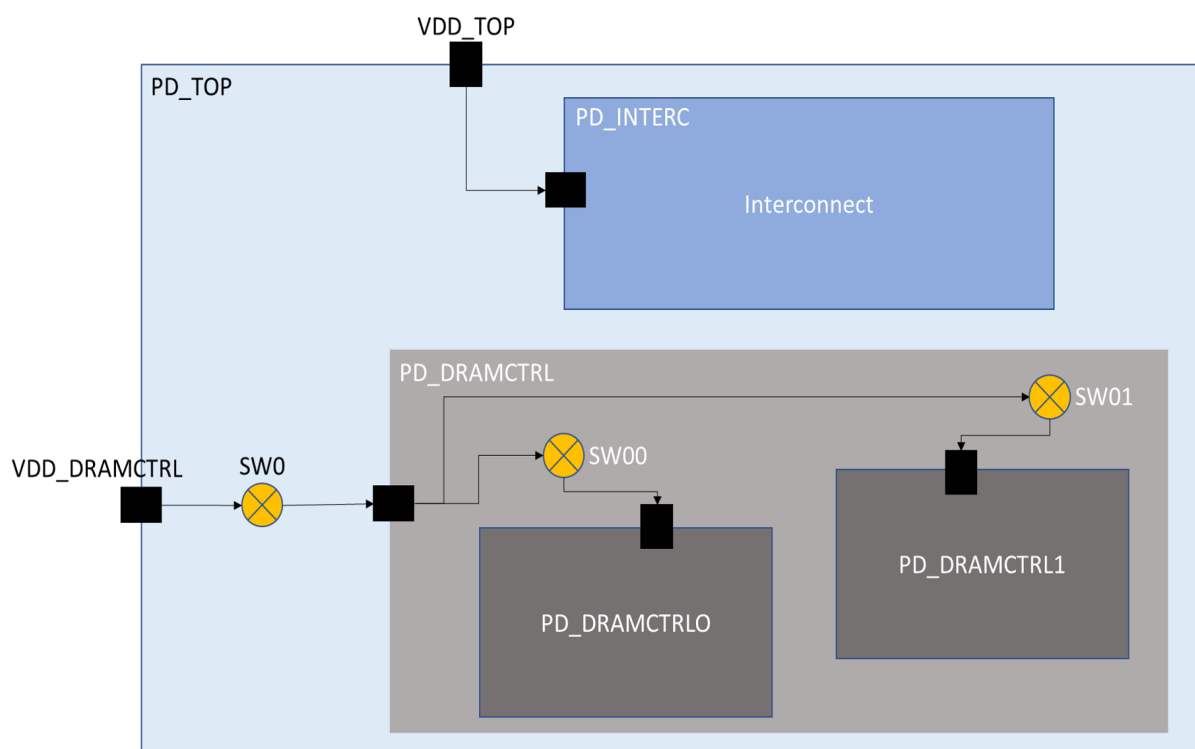 VDD_TOP
PD_TOP
PD_INTERC
Interconnect
PD_DRAMCTRL
SW01
SW00
VDD_DRAMCTRL
SW0
PD_DRAMCTRL1
PD_DRAMCTRLO